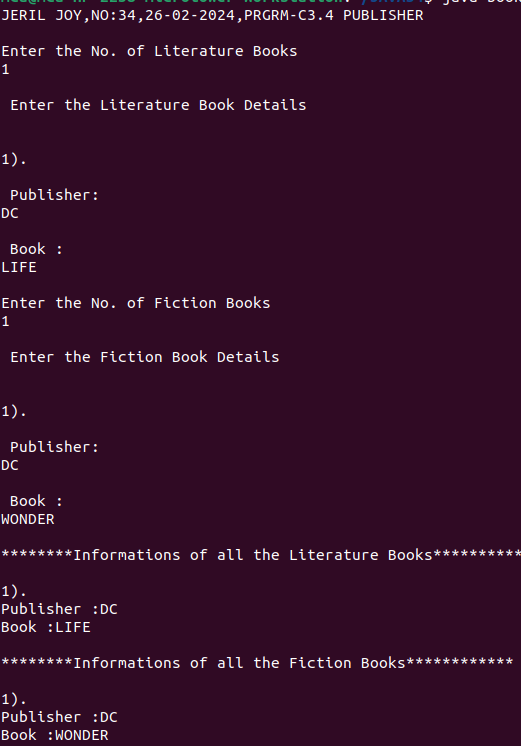 JERIL JOY,NO:34,26-02-2024,PRGRM-C3.4 PUBLISHER
Enter the No. of Literature Books
1
Enter the Literature Book Details
1).
Publisher:
DC
Book :
LIFE
Enter the No. of Fiction Books
1
Enter the Fiction Book Details
1).
Publisher:
DC
Book :
WONDER
********Informations of all the Literature Books**********
1).
Publisher :DC
Book :LIFE
********Informations of all the Fiction Books************
1).
Publisher :DC
Book :WONDER